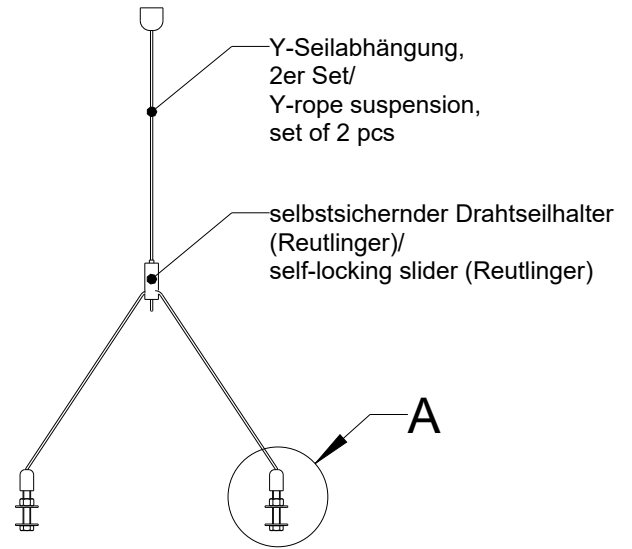 Y-Seilabhängung,
2er Set/
Y-rope suspension,
set of 2 pcs
selbstsichernder Drahtseilhalter
(Reutlinger)/
self-locking slider (Reutlinger)
A